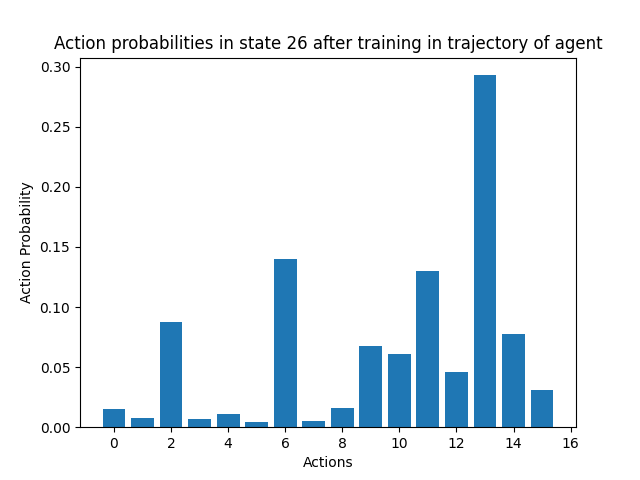 Action probabilities in state 26 after training in trajectory of agent
0.30
0.25
0.20
0.15
0.10
0.05
0.00
Action Probability
0 2 4 6 8 10 12 14 16
Actions